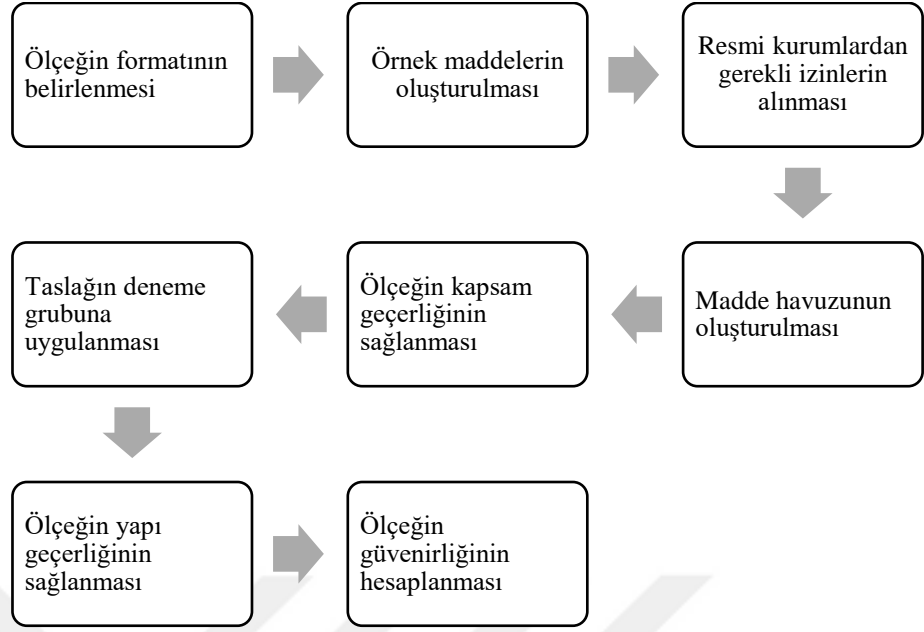 Ölçeğin formatının
belirlenmesi
Örnek maddelerin
oluşturulması
Resmi kurumlardan
gerekli izinlerin
alınması
Madde havuzunun
oluşturulması
Ölçeğin kapsam
geçerliğinin
sağlanması
Taslağın deneme
grubuna
uygulanması
Ölçeğin yapı
geçerliğinin
sağlanması
Ölçeğin
güvenirliğinin
hesaplanması